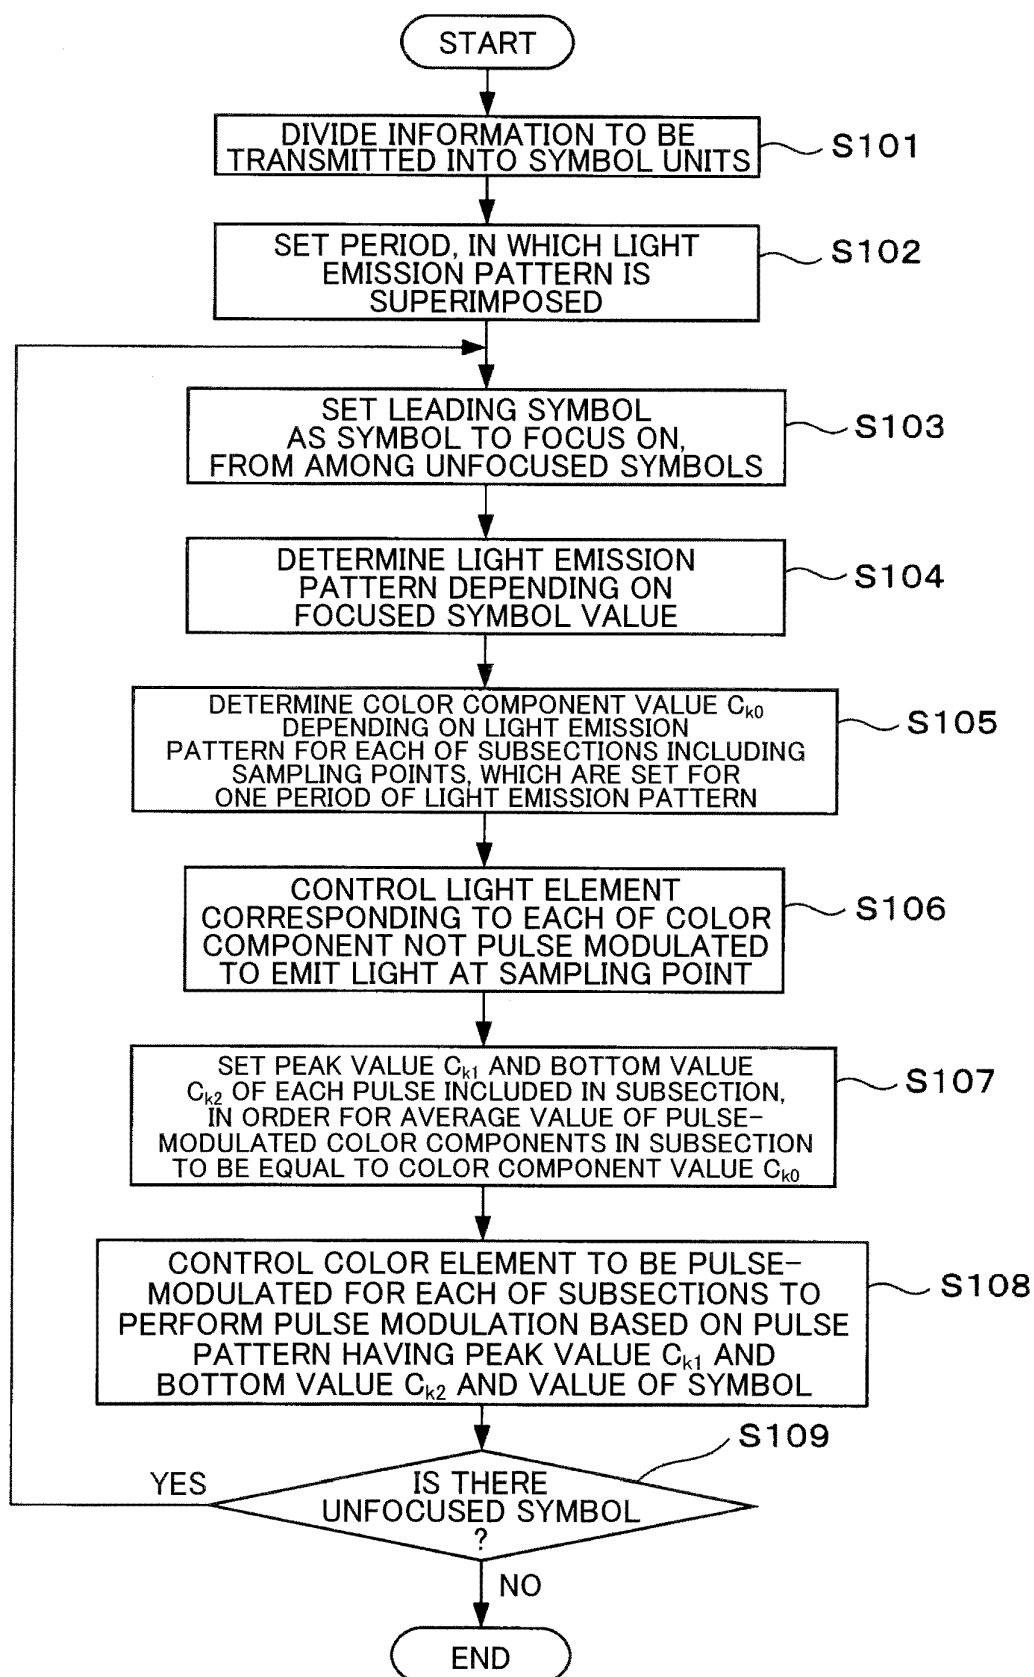 START
DIVIDE INFORMATION TO BE
TRANSMITTED INTO SYMBOL UNITS
S101
SET PERIOD, IN WHICH LIGHT
EMISSION PATTERN IS
SUPERIMPOSED
S102
SET LEADING SYMBOL
AS SYMBOL TO FOCUS ON,
FROM AMONG UNFOCUSED SYMBOLS
S103
DETERMINE LIGHT EMISSION
PATTERN DEPENDING ON
FOCUSED SYMBOL VALUE
S104
DETERMINE COLOR COMPONENT VALUE Ck0
DEPENDING ON LIGHT EMISSION
PATTERN FOR EACH OF SUBSECTIONS INCLUDING
SAMPLING POINTS, WHICH ARE SET FOR
ONE PERIOD OF LIGHT EMISSION PATTERN
S105
CONTROL LIGHT ELEMENT
CORRESPONDING TO EACH OF COLOR
COMPONENT NOT PULSE MODULATED
TO EMIT LIGHT AT SAMPLING POINT
S106
SET PEAK VALUE Ck1 AND BOTTOM VALUE
Ck2 OF EACH PULSE INCLUDED IN SUBSECTION,
IN ORDER FOR AVERAGE VALUE OF PULSE-
MODULATED COLOR COMPONENTS IN SUBSECTION
TO BE EQUAL TO COLOR COMPONENT VALUE Ck0
S107
CONTROL COLOR ELEMENT TO BE PULSE-
MODULATED FOR EACH OF SUBSECTIONS TO
PERFORM PULSE MODULATION BASED ON PULSE
PATTERN HAVING PEAK VALUE Ck1 AND
BOTTOM VALUE Ck2 AND VALUE OF SYMBOL
S108
S109
YES
IS THERE
UNFOCUSED SYMBOL
?
NO
END